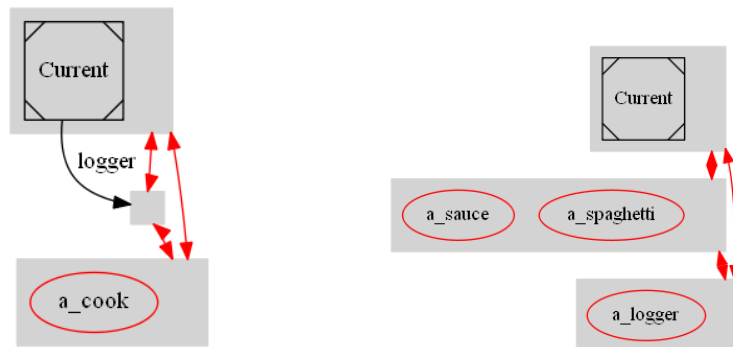 Current
logger
a_cook
Current
a_sauce
a_spaghetti
a_logger